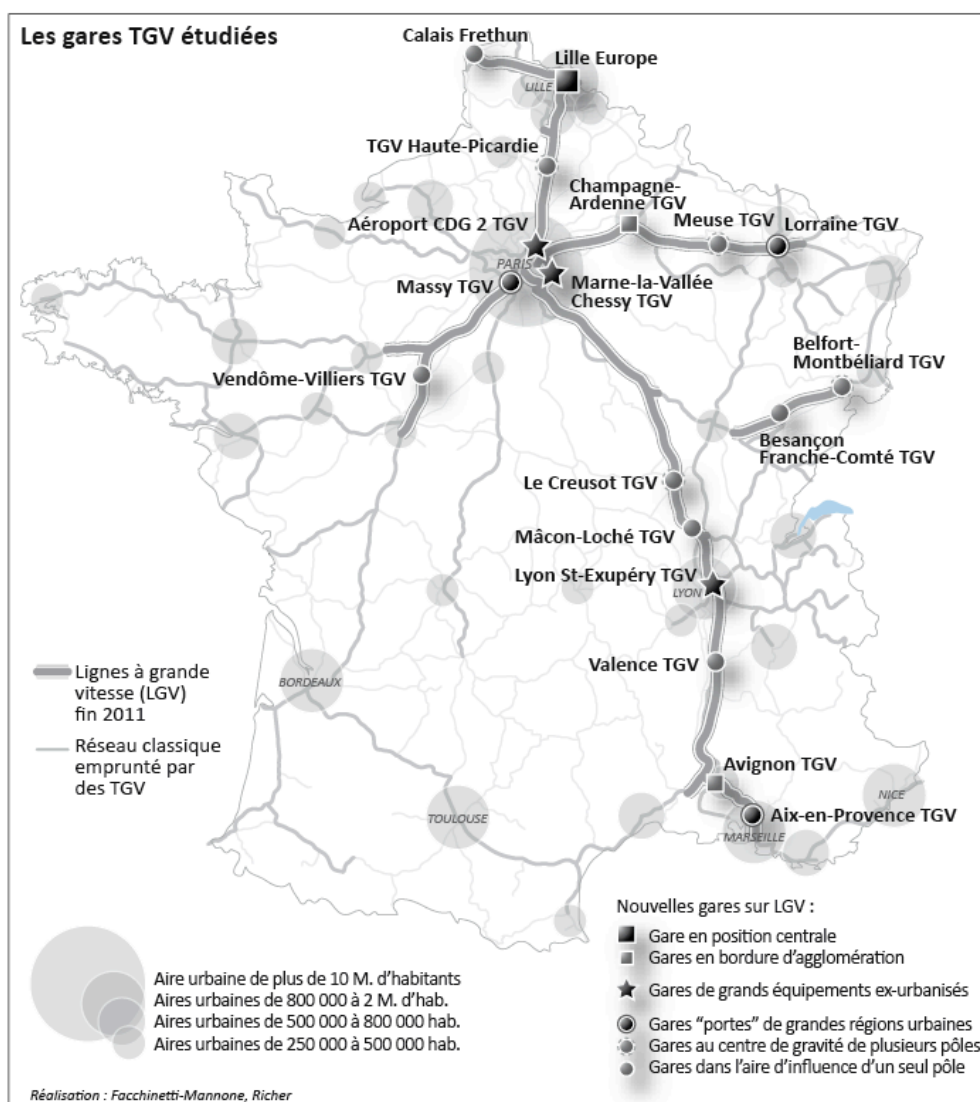 Les gares TGV étudiées
Calais Frethun
Lille Europe
LILLE
TGV Haute-Picardie
Champagne-
Ardenne TGV
Meuse TGV
Lorraine TGV
Aéroport CDG 2 TGV
PARIS
Massy TGV
Marne-la-Vallée
Chessy TGV
Vendôme-Villiers TGV
Belfort-
Montbéliard TGV
Besançon
Franche-Comté TGV
Le Creusot TGV
Mâcon-Loché TGV
Lyon St-Exupéry TGV
LYON
Valence TGV
BORDEAUX
Lignes à grande
vitesse (LGV)
fin 2011
Réseau classique
emprunté par
des TGV
Avignon TGV
NICE
Aix-en-Provence TGV
MARSEILLE
TOULOUSE
Nouvelles gares sur LGV :
Gare en position centrale
Gares en bordure d'agglomération
Gares de grands équipements ex-urbanisés
Gares "portes" de grandes régions urbaines
Gares au centre de gravité de plusieurs pôles
Gares dans l'aire d'influence d'un seul pôle
Aire urbaine de plus de 10 M. d'habitants
Aires urbaines de 800 000 à 2 M. d'hab.
Aires urbaines de 500 000 à 800 000 hab.
Aires urbaines de 250 000 à 500 000 hab.
Réalisation : Facchinetti-Mannone, Richer